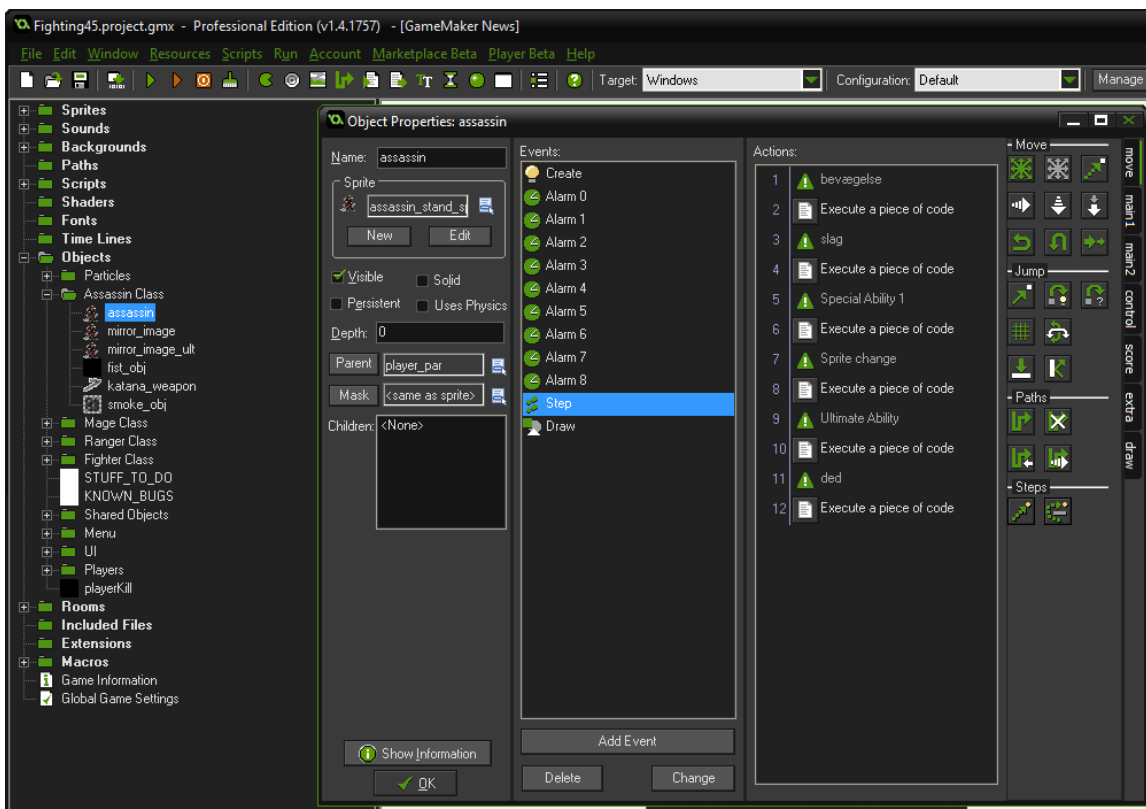 Fighting45.project.gmx - Professional Edition (v1.4.1757) - [GameMaker News]
File Edit Window Resources Scripts Run Account Marketplace Beta Player Beta Help
Target: Windows Configuration: Default Manage
Sprites
Sounds
Backgrounds
Paths
Scripts
Shaders
Fonts
Time Lines
Objects
Particles
Assassin Class
assassin
mirror_image
mirror_image_ult
fist_obj
katana_weapon
smoke_obj
Mage Class
Ranger Class
Fighter Class
STUFF_TO_DO
KNOWN_BUGS
Shared Objects
Menu
UI
Players
playerKill
Rooms
Included Files
Extensions
Macros
Game Information
Global Game Settings
Object Properties: assassin
Name: assassin
Sprite
assassin_stand_s
New Edit
Visible Solid
Persistent Uses Physics
Depth: 0
Parent player_par
Mask <same as sprite>
Children: <None>
Show Information
OK
Events:
Create
Alarm 0
Alarm 1
Alarm 2
Alarm 3
Alarm 4
Alarm 5
Alarm 6
Alarm 7
Alarm 8
Step
Draw
Add Event
Delete Change
Actions:
1 bevægelse
2 Execute a piece of code
3 slag
4 Execute a piece of code
5 Special Ability 1
6 Execute a piece of code
7 Sprite change
8 Execute a piece of code
9 Ultimate Ability
10 Execute a piece of code
11 ded
12 Execute a piece of code
Move
Jump
Paths
Steps
move
main1
main2
control
score
extra
draw